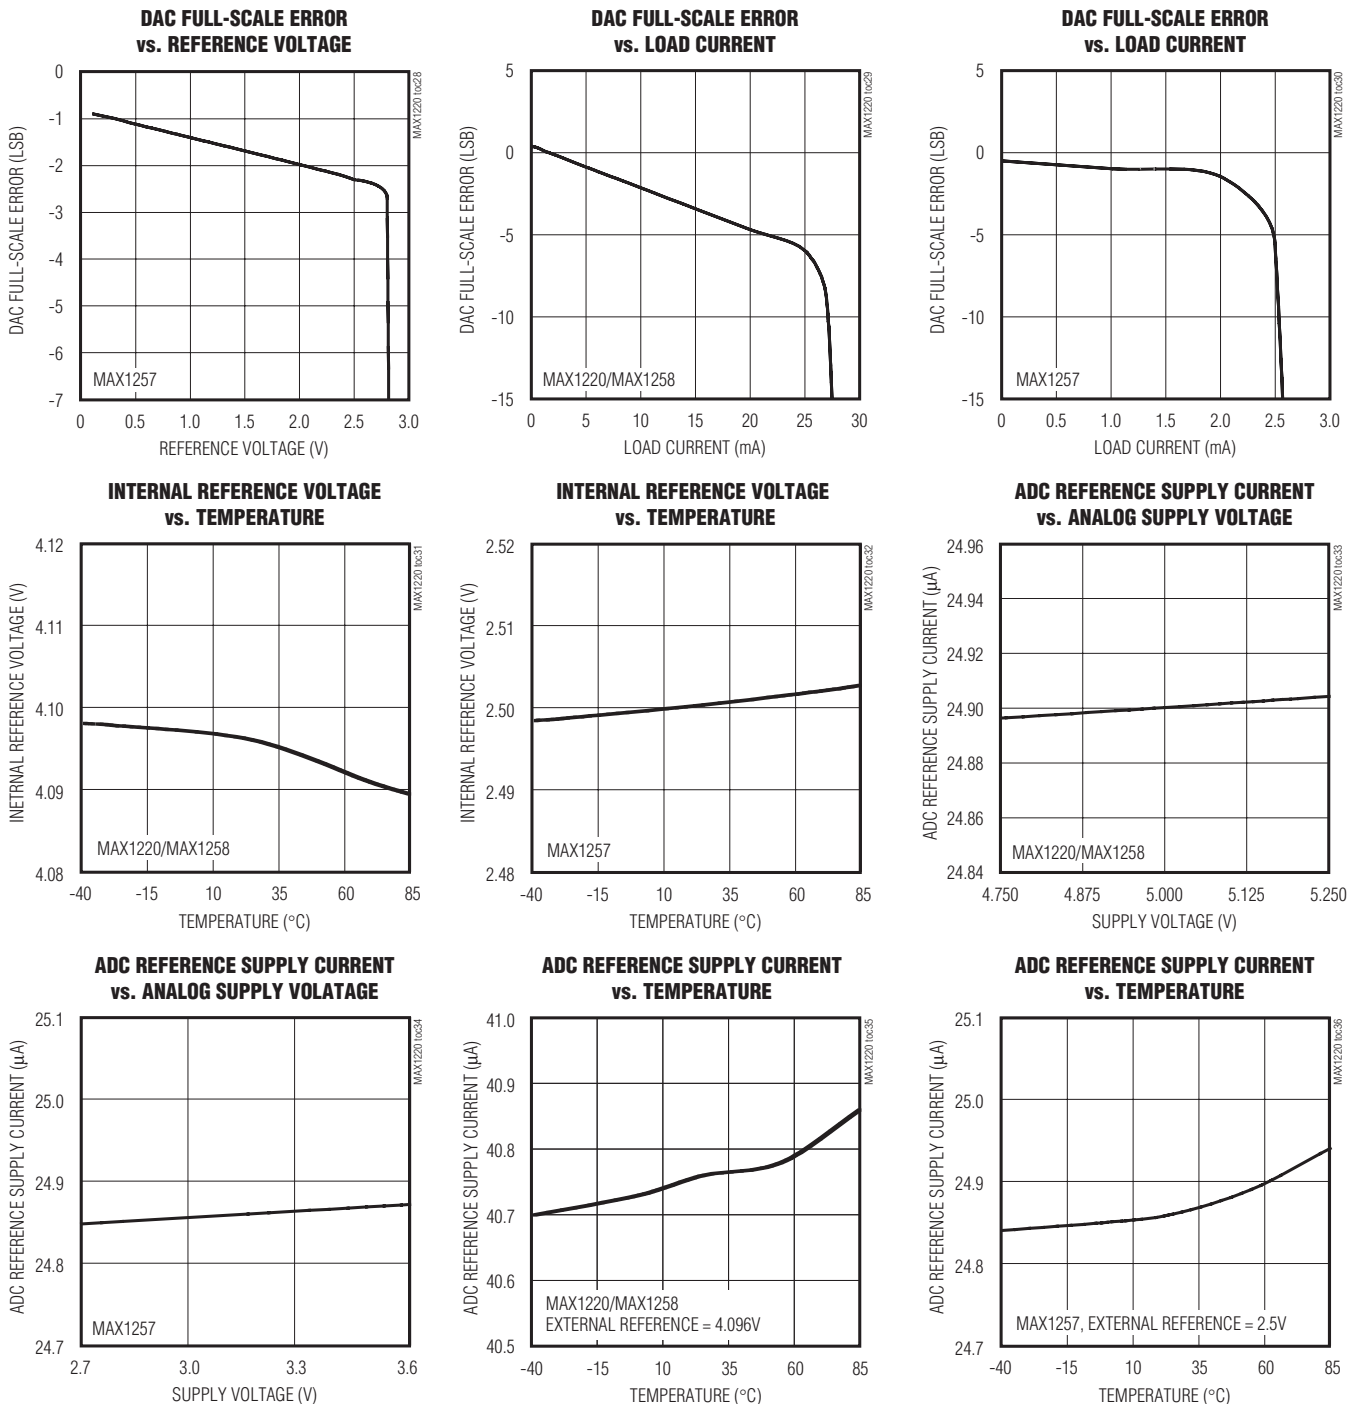 DAC FULL-SCALE ERROR
vs. REFERENCE VOLTAGE
0
-1
-2
-3
-4
-5
-6
-7
DAC FULL-SCALE ERROR (LSB)
MAX1220 toc28
MAX1257
0 0.5 1.0 1.5 2.0 2.5 3.0
REFERENCE VOLTAGE (V)
DAC FULL-SCALE ERROR
vs. LOAD CURRENT
5
0
-5
-10
-15
DAC FULL-SCALE ERROR (LSB)
MAX1220 toc29
MAX1220/MAX1258
0 5 10 15 20 25 30
LOAD CURRENT (mA)
DAC FULL-SCALE ERROR
vs. LOAD CURRENT
5
0
-5
-10
-15
DAC FULL-SCALE ERROR (LSB)
MAX1220 toc30
MAX1257
0 0.5 1.0 1.5 2.0 2.5 3.0
LOAD CURRENT (mA)
INTERNAL REFERENCE VOLTAGE
vs. TEMPERATURE
4.12
4.11
4.10
4.09
4.08
INETRNAL REFERENCE VOLTAGE (V)
MAX1220 toc31
MAX1220/MAX1258
-40 -15 10 35 60 85
TEMPERATURE (°C)
INTERNAL REFERENCE VOLTAGE
vs. TEMPERATURE
2.52
2.51
2.50
2.49
2.48
INTERNAL REFERENCE VOLTAGE (V)
MAX1220 toc32
MAX1257
-40 -15 10 35 60 85
TEMPERATURE (°C)
ADC REFERENCE SUPPLY CURRENT
vs. ANALOG SUPPLY VOLTAGE
24.96
24.94
24.92
24.90
24.88
24.86
24.84
ADC REFERENCE SUPPLY CURRENT (µA)
MAX1220 toc33
MAX1220/MAX1258
4.750 4.875 5.000 5.125 5.250
SUPPLY VOLTAGE (V)
ADC REFERENCE SUPPLY CURRENT
vs. ANALOG SUPPLY VOLATAGE
25.1
25.0
24.9
24.8
24.7
ADC REFERENCE SUPPLY CURRENT (µA)
MAX1220 toc34
MAX1257
2.7 3.0 3.3 3.6
SUPPLY VOLTAGE (V)
ADC REFERENCE SUPPLY CURRENT
vs. TEMPERATURE
41.0
40.9
40.8
40.7
40.6
40.5
ADC REFERENCE SUPPLY CURRENT (µA)
MAX1220 toc35
MAX1220/MAX1258
EXTERNAL REFERENCE = 4.096V
-40 -15 10 35 60 85
TEMPERATURE (°C)
ADC REFERENCE SUPPLY CURRENT
vs. TEMPERATURE
25.1
25.0
24.9
24.8
24.7
ADC REFERENCE SUPPLY CURRENT (µA)
MAX1220 toc36
MAX1257, EXTERNAL REFERENCE = 2.5V
-40 -15 10 35 60 85
TEMPERATURE (°C)